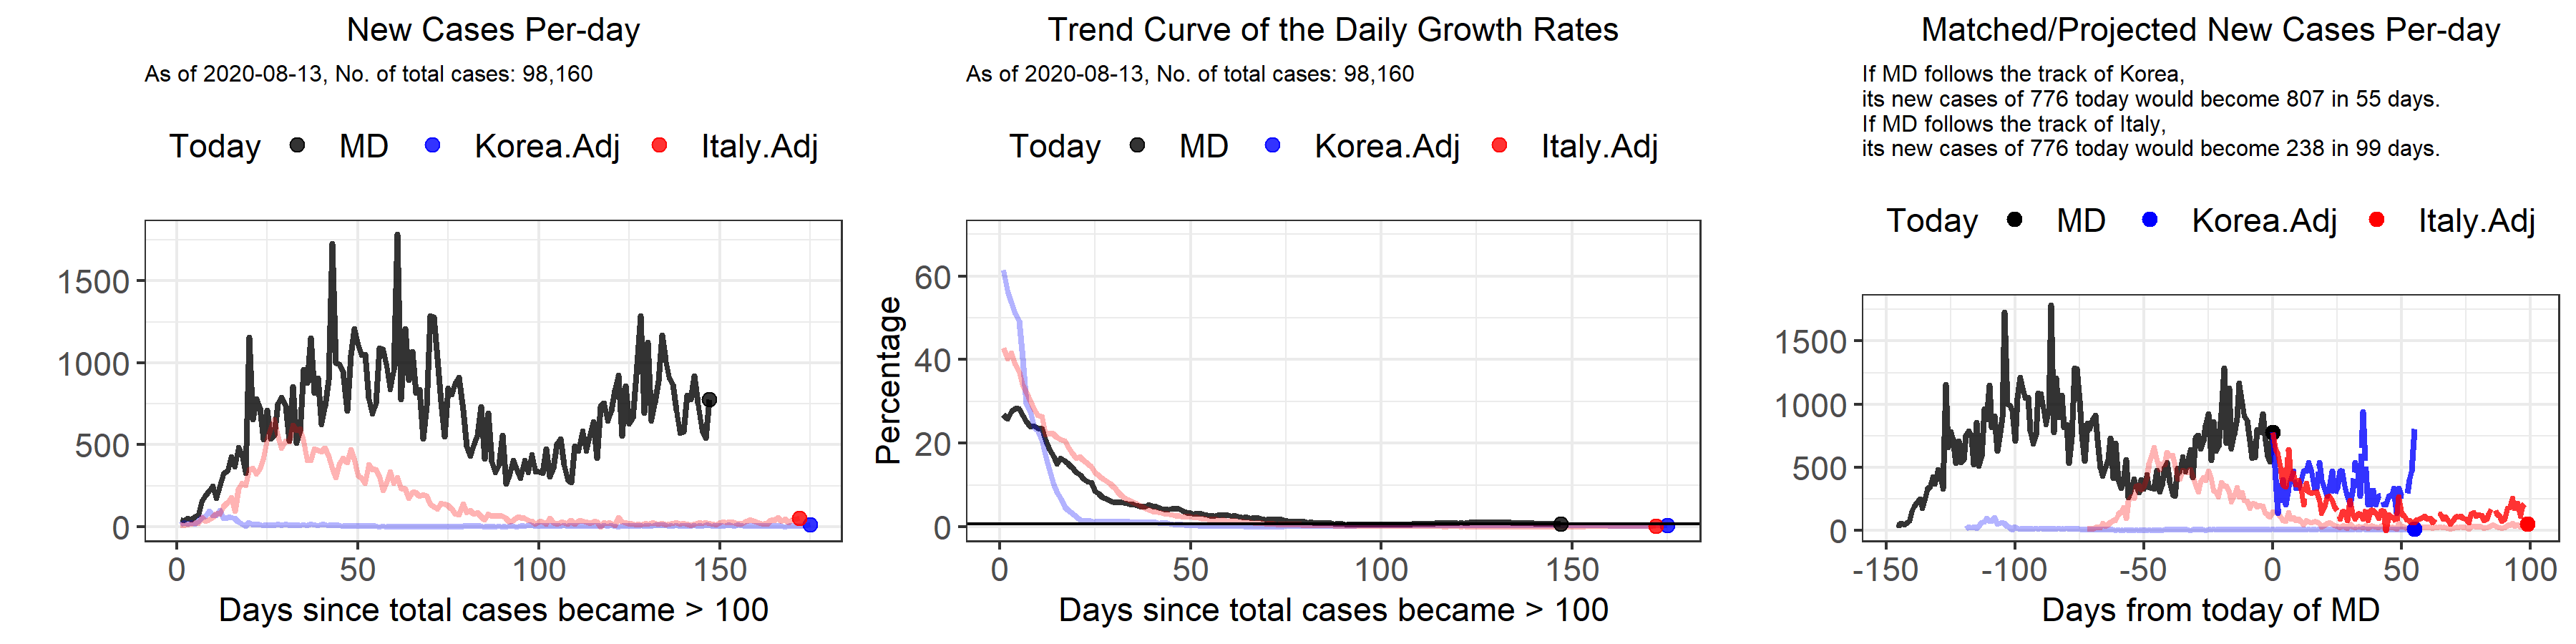 New Cases Per-day
As of 2020-08-13, No. of total cases: 98,160
Today MD Korea.Adj Italy.Adj
1500
1000
500
0
0 50 100 150
Days since total cases became > 100
Trend Curve of the Daily Growth Rates
As of 2020-08-13, No. of total cases: 98,160
Today MD Korea.Adj Italy.Adj
Percentage
60
40
20
0
0 50 100 150
Days since total cases became > 100
Matched/Projected New Cases Per-day
If MD follows the track of Korea,
its new cases of 776 today would become 807 in 55 days.
If MD follows the track of Italy,
its new cases of 776 today would become 238 in 99 days.
Today MD Korea.Adj Italy.Adj
1500
1000
500
0
-150 -100 -50 0 50 100
Days from today of MD